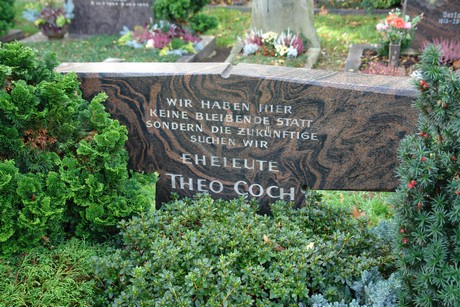 WIR HABEN HIER
KEINE BLEIBENDE STATT
SONDERN DIE ZUKÜNFTIGE
SUCHEN WIR
EHELEUTE
THEO COCH